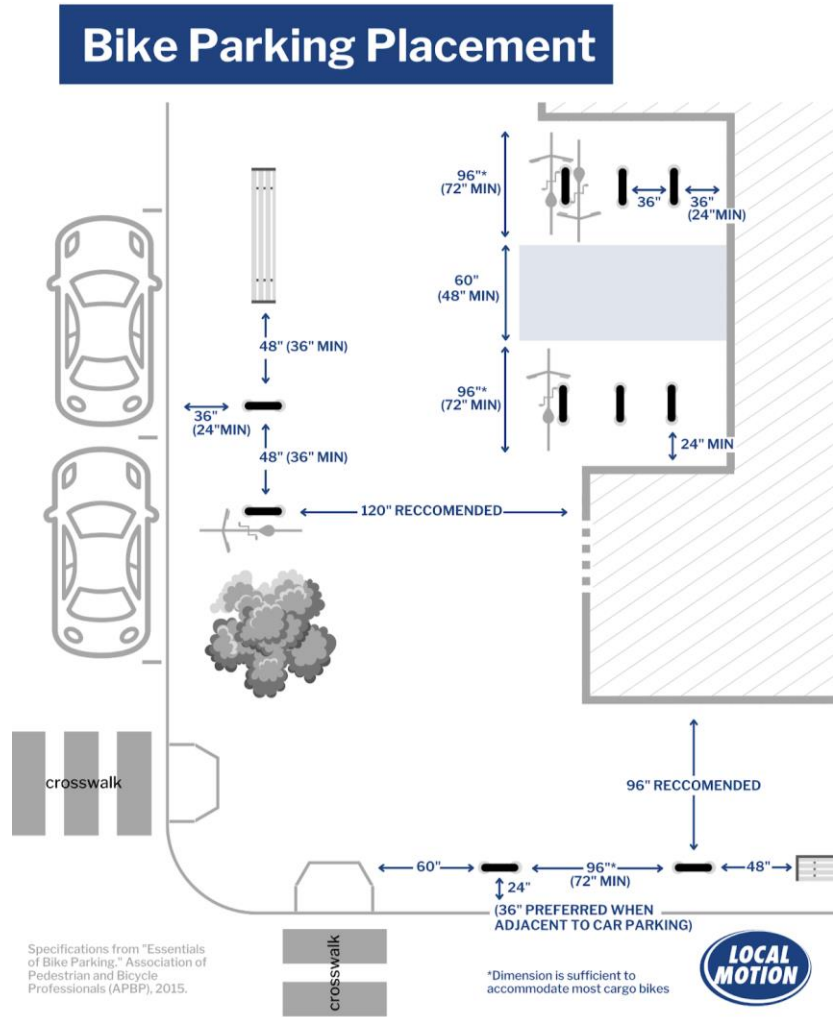 Bike Parking Placement
96"*
(72" MIN)
36"
36"
(24"MIN)
60"
(48" MIN)
48" (36" MIN)
96"*
(72" MIN)
36"
(24"MIN)
24" MIN
48" (36" MIN)
120" RECCOMENDED
crosswalk
96" RECCOMENDED
60"
96"*
(72" MIN)
48"
24"
(36" PREFERRED WHEN
ADJACENT TO CAR PARKING)
crosswalk
Specifications from "Essentials
of Bike Parking." Association of
Pedestrian and Bicycle
Professionals (APBP), 2015.
*Dimension is sufficient to
accommodate most cargo bikes
LOCAL
MOTION